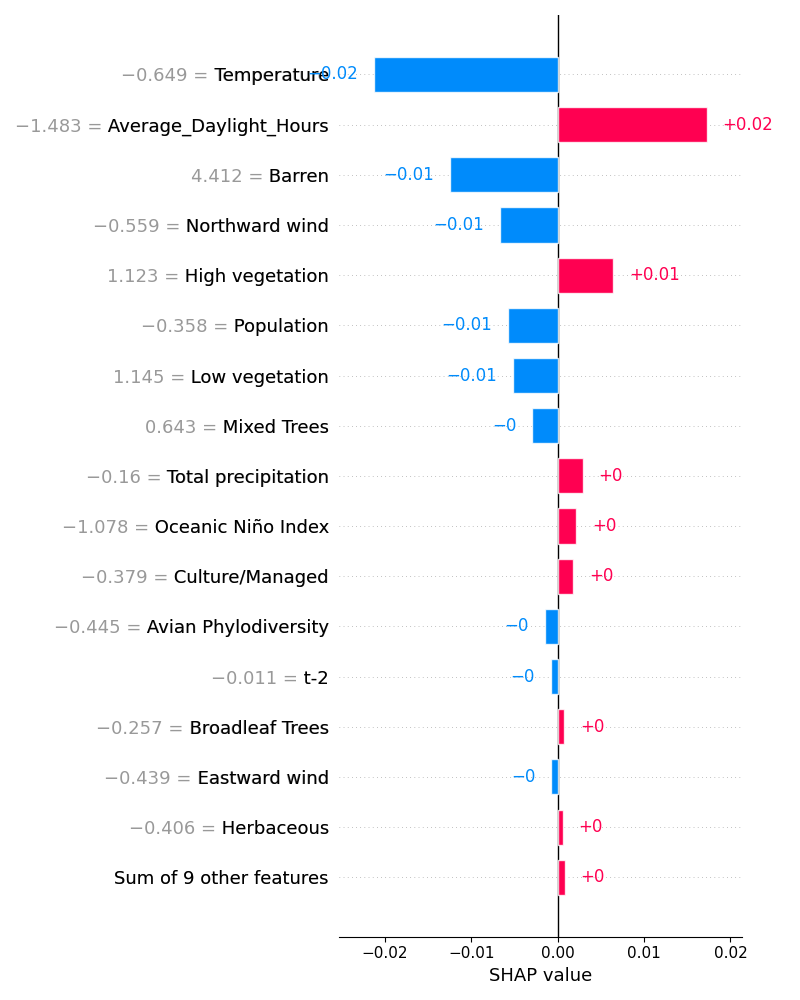 −0.649 = Temperature −0.02
−1.483 = Average_Daylight_Hours +0.02
4.412 = Barren −0.01
−0.559 = Northward wind −0.01
1.123 = High vegetation +0.01
−0.358 = Population −0.01
1.145 = Low vegetation −0.01
0.643 = Mixed Trees −0
−0.16 = Total precipitation +0
−1.078 = Oceanic Niño Index +0
−0.379 = Culture/Managed +0
−0.445 = Avian Phylodiversity −0
−0.011 = t-2 −0
−0.257 = Broadleaf Trees +0
−0.439 = Eastward wind −0
−0.406 = Herbaceous +0
Sum of 9 other features +0
−0.02 −0.01 0.00 0.01 0.02
SHAP value